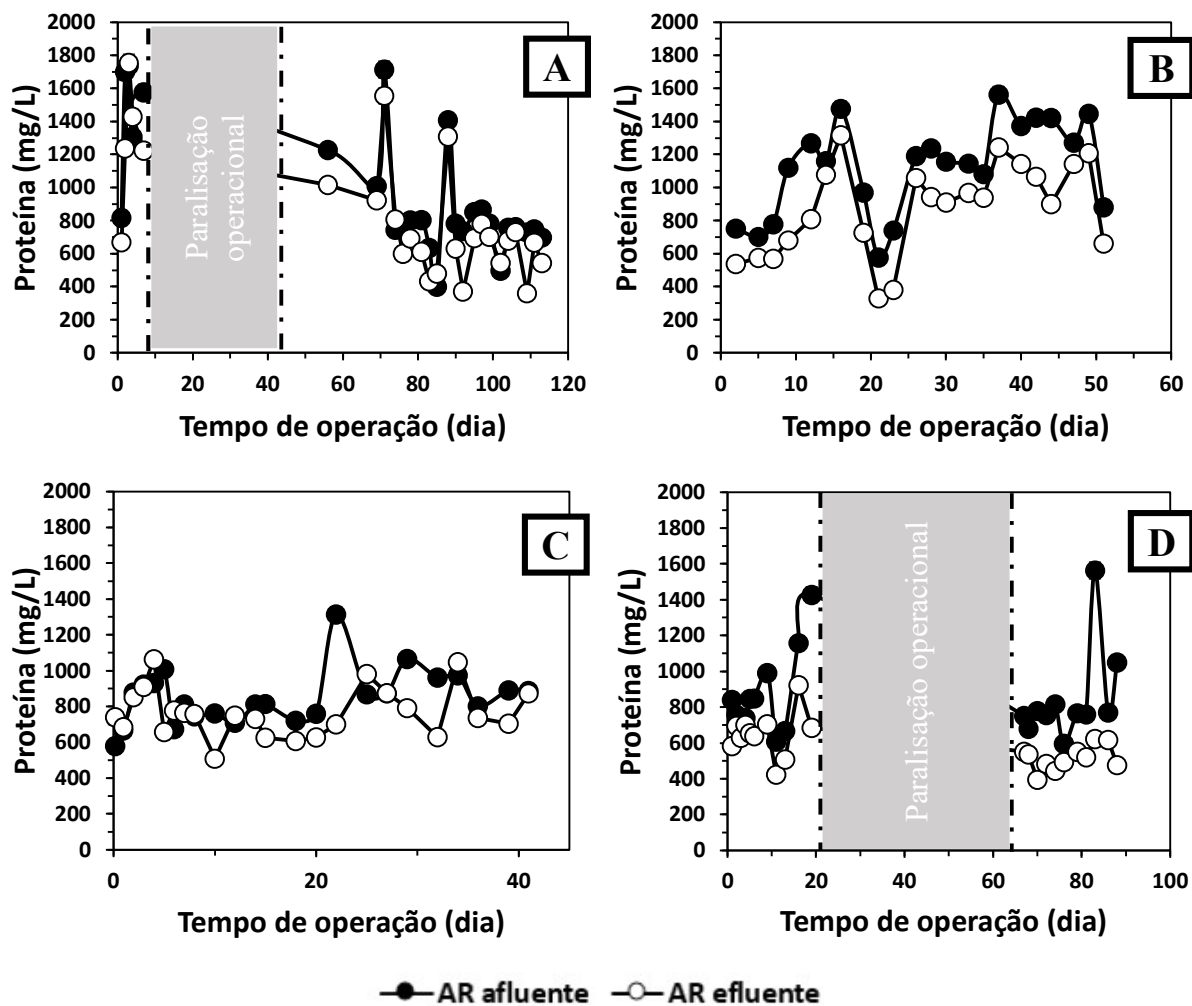 A
Proteína (mg/L)
2000
1800
1600
1400
1200
1000
800
600
400
200
0
Paralisação
operacional
0 20 40 60 80 100 120
Tempo de operação (dia)
B
Proteína (mg/L)
2000
1800
1600
1400
1200
1000
800
600
400
200
0
0 10 20 30 40 50 60
Tempo de operação (dia)
C
Proteína (mg/L)
2000
1800
1600
1400
1200
1000
800
600
400
200
0
0 20 40
Tempo de operação (dia)
D
Proteína (mg/L)
2000
1800
1600
1400
1200
1000
800
600
400
200
0
Paralisação operacional
0 20 40 60 80 100
Tempo de operação (dia)
AR afluente AR efluente